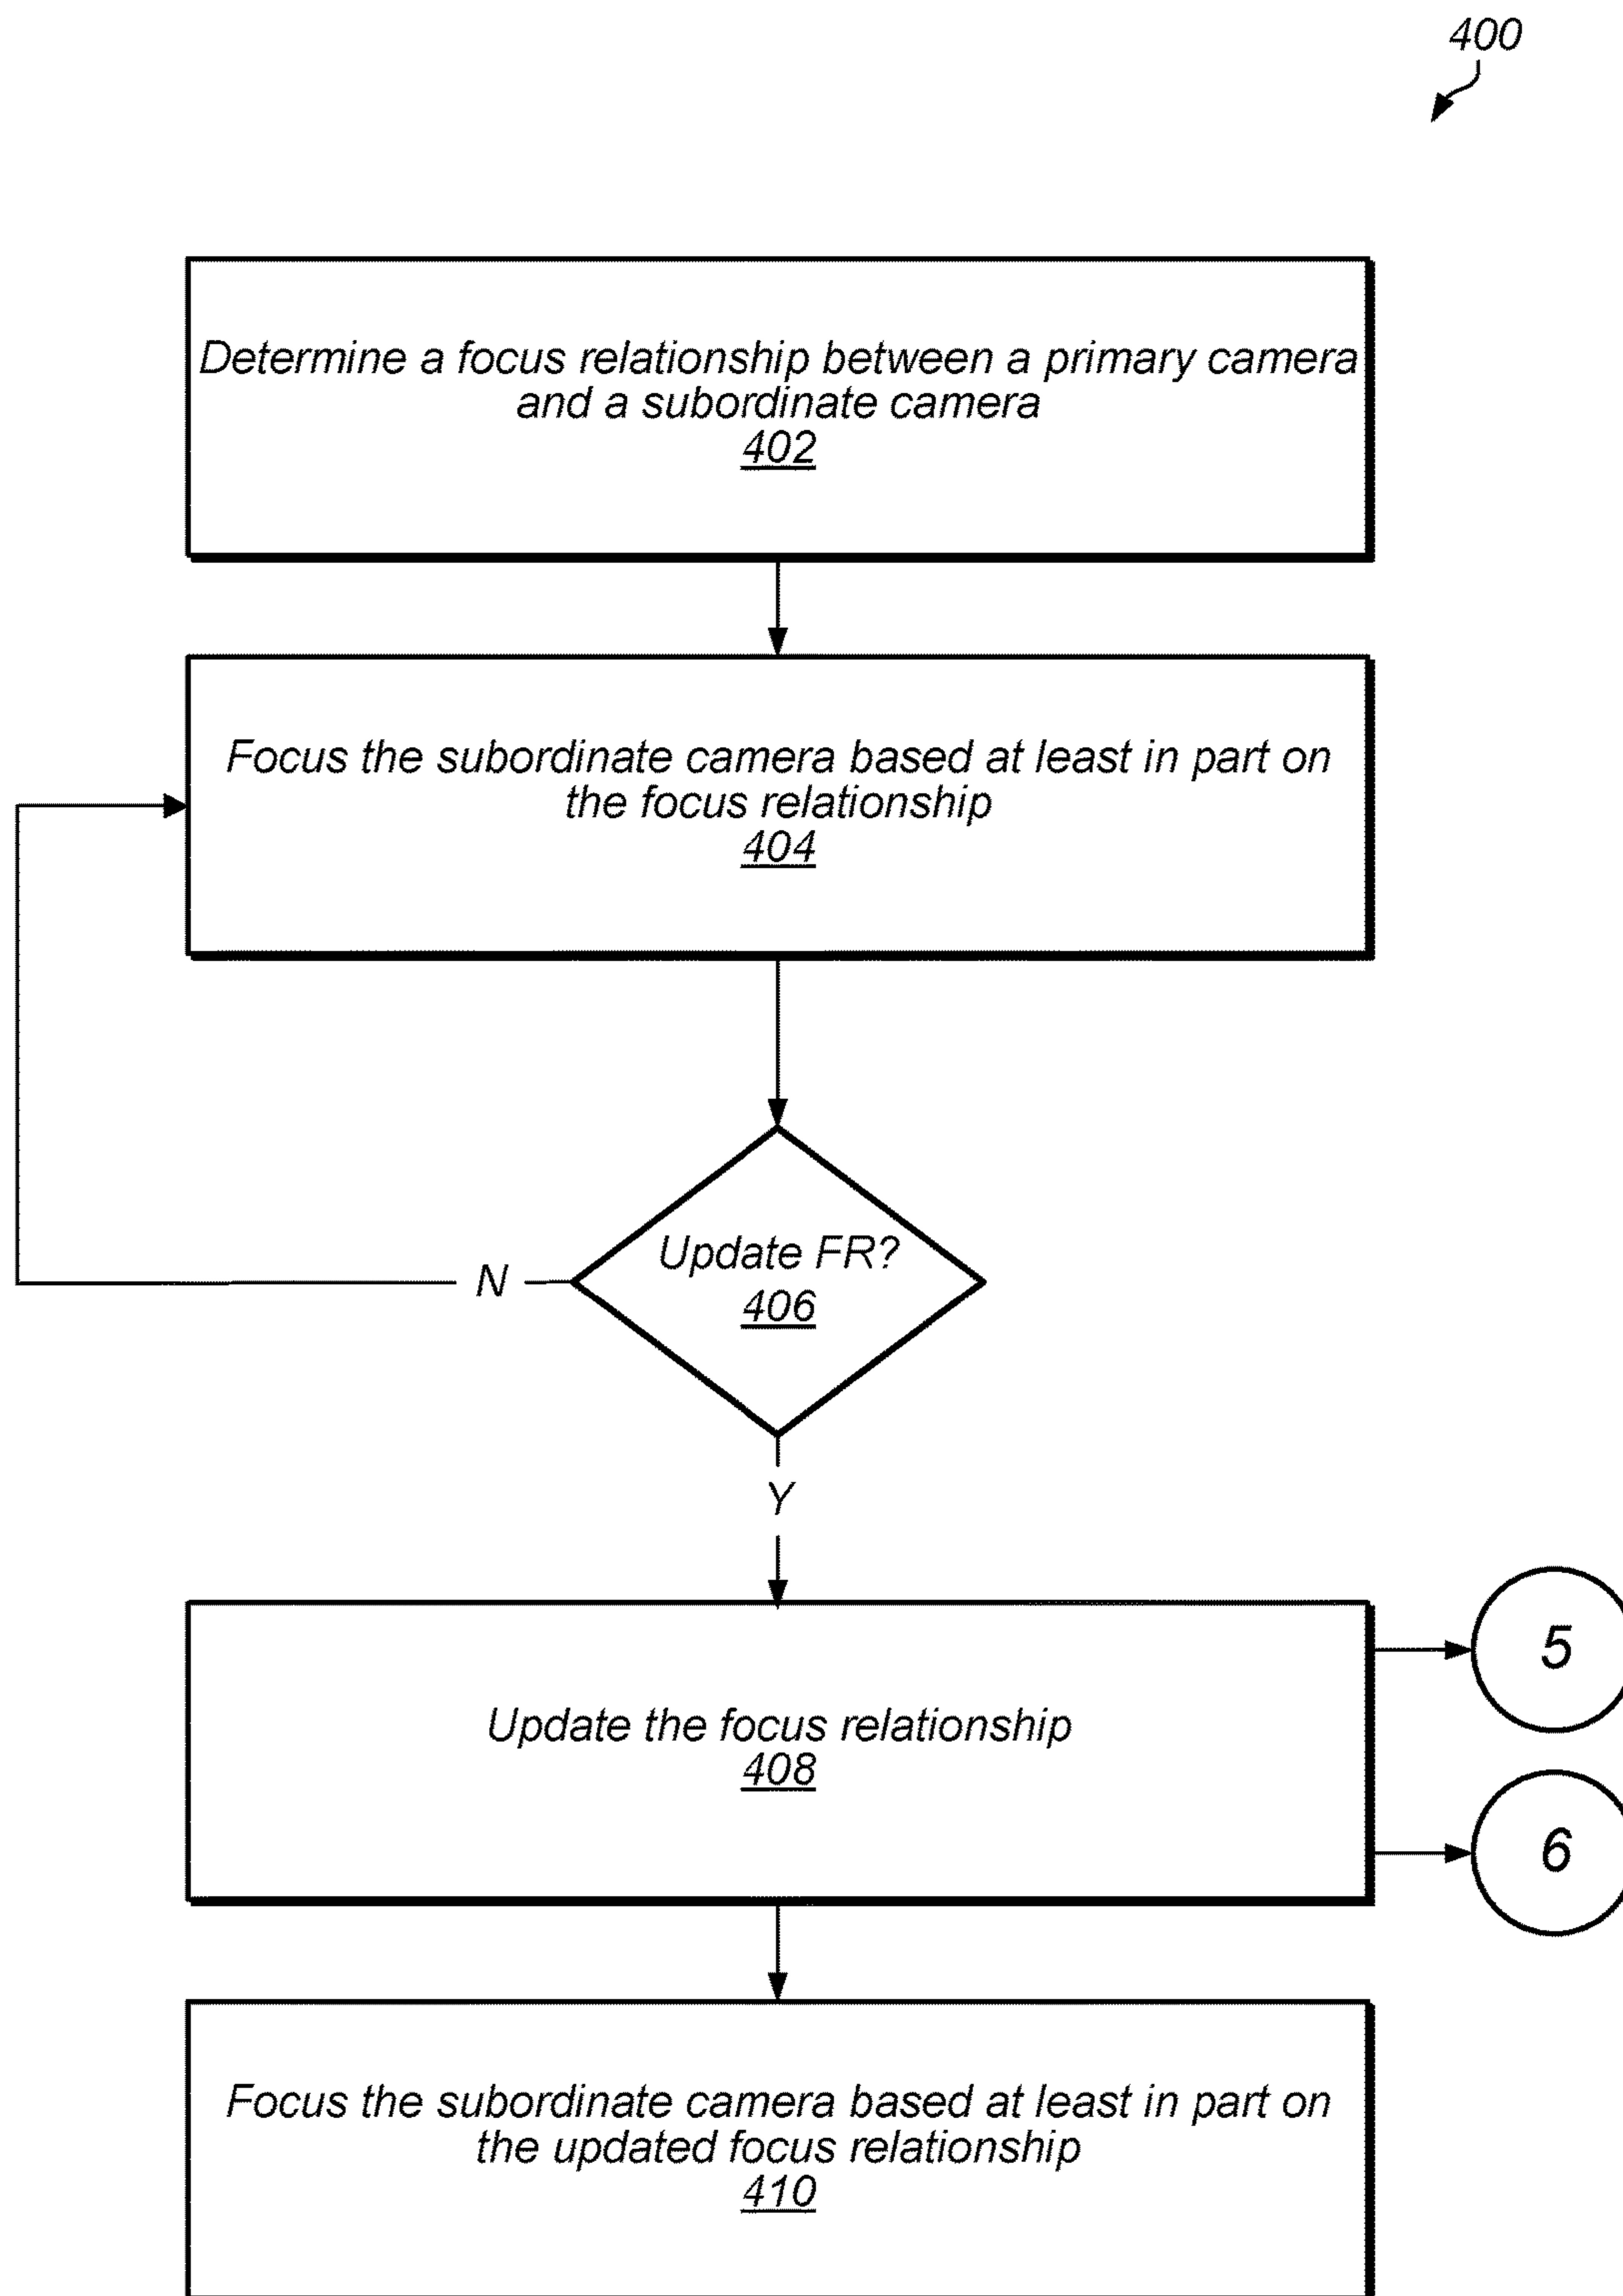 400
Determine a focus relationship between a primary camera
and a subordinate camera
402
Focus the subordinate camera based at least in part on
the focus relationship
404
Update FR?
406
N
Y
Update the focus relationship
408
5
6
Focus the subordinate camera based at least in part on
the updated focus relationship
410